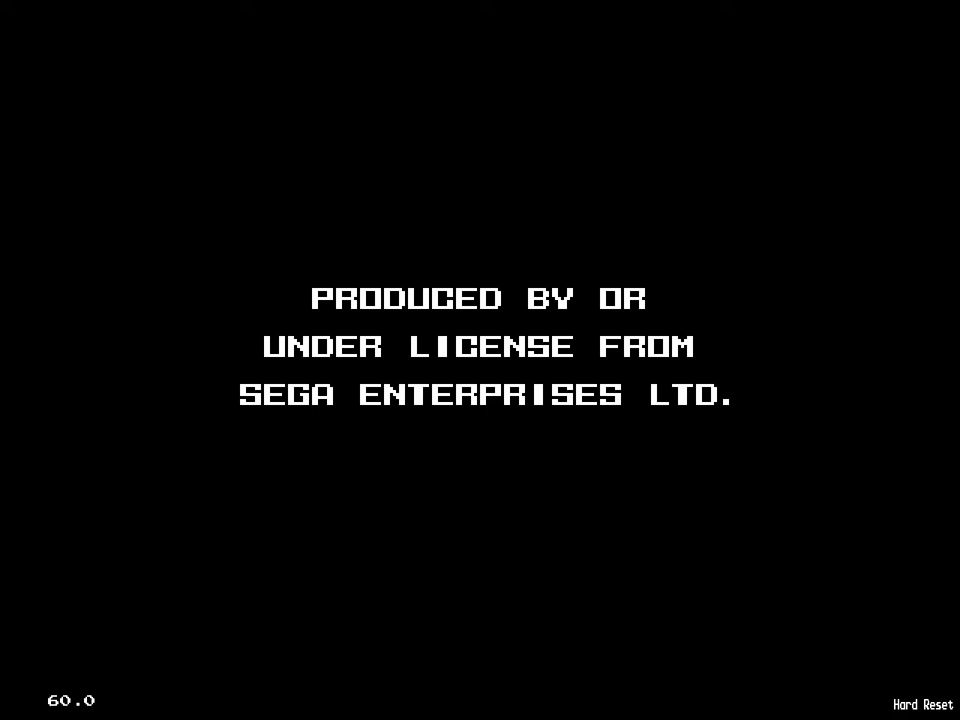 PRODUCED BY OR
UNDER LICENSE FROM
SEGA ENTERPRISES LTD.
60.0
Hard Reset